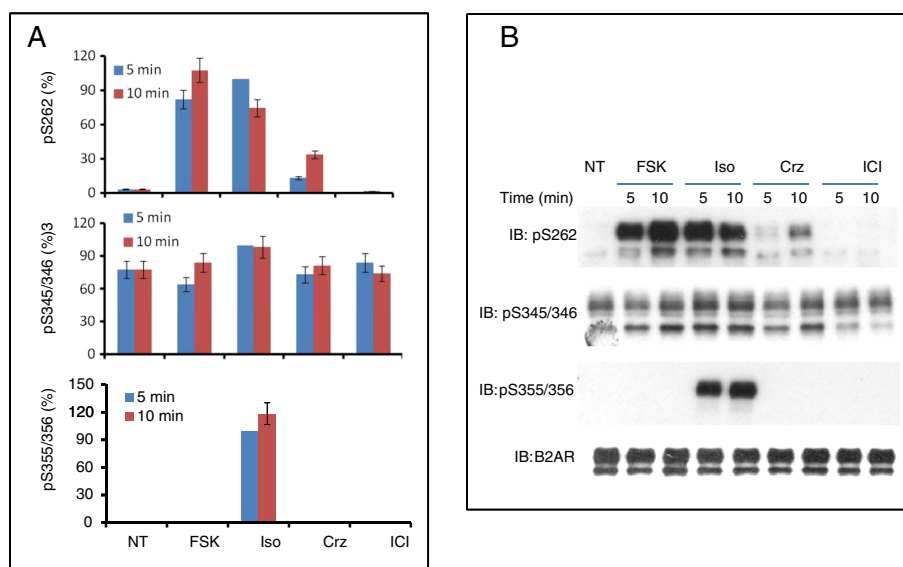 A
pS262 (%)
120
90
60
30
0
5 min
10 min
pS345/346 (%)3
120
90
60
30
0
5 min
10 min
pS355/356 (%)
150
120
90
60
30
0
5 min
10 min
NT FSK Iso Crz ICI
B
NT FSK Iso Crz ICI
Time (min) 5 10 5 10 5 10 5 10
IB: pS262
IB: pS345/346
IB:pS355/356
IB:B2AR